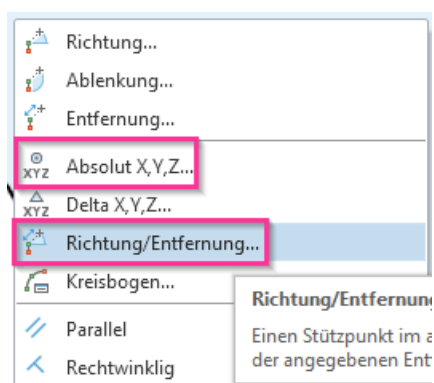 Richtung...
Ablenkung...
Entfernung...
XYZ Absolut X,Y,Z...
XYZ Delta X,Y,Z...
Richtung/Entfernung...
Kreisbogen...
Richtung/Entfernung
Parallel
Einen Stützpunkt im
Rechtwinklig
der angegebenen